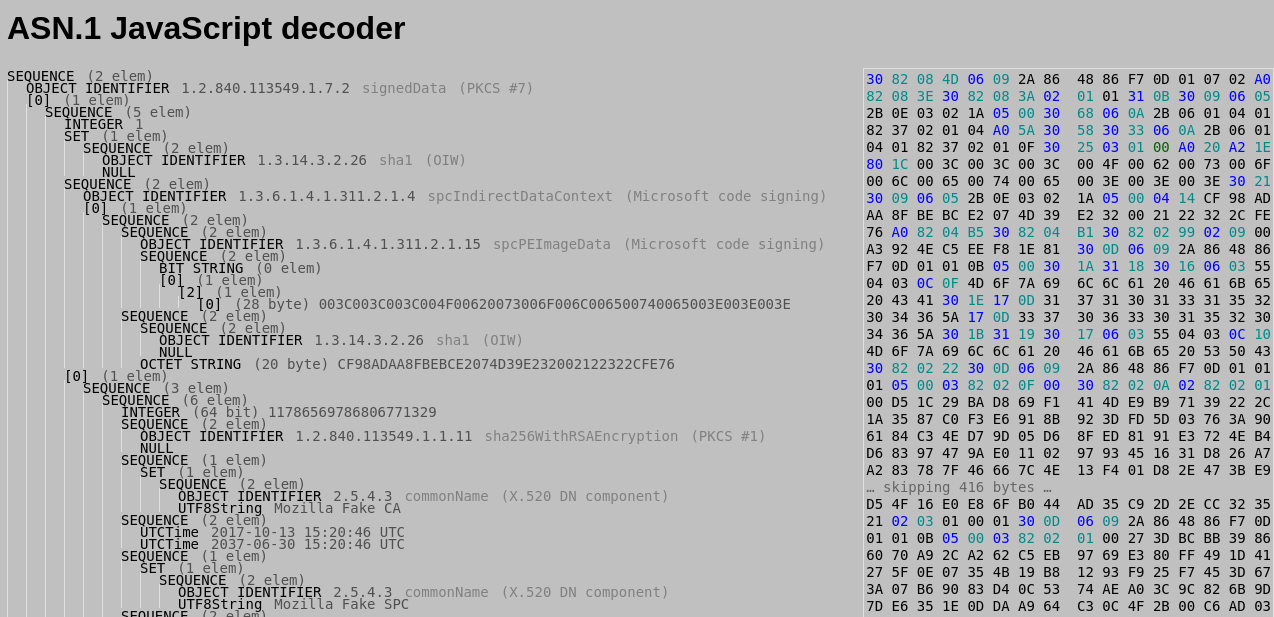 ASN.1 JavaScript decoder
SEQUENCE (2 elem)
OBJECT IDENTIFIER 1.2.840.113549.1.7.2 signedData (PKCS #7)
[0] (1 elem)
SEQUENCE (5 elem)
INTEGER 1
SET (1 elem)
SEQUENCE (2 elem)
OBJECT IDENTIFIER 1.3.14.3.2.26 sha1 (OIW)
NULL
SEQUENCE (2 elem)
OBJECT IDENTIFIER 1.3.6.1.4.1.311.2.1.4 spcIndirectDataContext (Microsoft code signing)
[0] (1 elem)
SEQUENCE (2 elem)
SEQUENCE (2 elem)
OBJECT IDENTIFIER 1.3.6.1.4.1.311.2.1.15 spcPEImageData (Microsoft code signing)
SEQUENCE (2 elem)
BIT STRING (0 elem)
[0] (1 elem)
[2] (1 elem)
[0] (28 byte) 003C003C003C004F00620073006F006C006500740065003E003E003E
SEQUENCE (2 elem)
SEQUENCE (2 elem)
OBJECT IDENTIFIER 1.3.14.3.2.26 sha1 (OIW)
NULL
OCTET STRING (20 byte) CF98ADAA8FBEBCE2074D39E232002122322CFE76
[0] (1 elem)
SEQUENCE (3 elem)
SEQUENCE (6 elem)
INTEGER (64 bit) 11786569786806771329
SEQUENCE (2 elem)
OBJECT IDENTIFIER 1.2.840.113549.1.1.11 sha256WithRSAEncryption (PKCS #1)
NULL
SEQUENCE (1 elem)
SET (1 elem)
SEQUENCE (2 elem)
OBJECT IDENTIFIER 2.5.4.3 commonName (X.520 DN component)
UTF8String Mozilla Fake CA
SEQUENCE (2 elem)
UTCTime 2017-10-13 15:20:46 UTC
UTCTime 2037-06-30 15:20:46 UTC
SEQUENCE (1 elem)
SET (1 elem)
SEQUENCE (2 elem)
OBJECT IDENTIFIER 2.5.4.3 commonName (X.520 DN component)
UTF8String Mozilla Fake SPC
SEQUENCE (2 elem)
30 82 08 4D 06 09 2A 86 48 86 F7 0D 01 07 02 A0
82 08 3E 30 82 08 3A 02 01 01 31 0B 30 09 06 05
2B 0E 03 02 1A 05 00 30 68 06 0A 2B 06 01 04 01
82 37 02 01 04 A0 5A 30 58 30 33 06 0A 2B 06 01
04 01 82 37 02 01 0F 30 25 03 01 00 A0 20 A2 1E
80 1C 00 3C 00 3C 00 3C 00 4F 00 62 00 73 00 6F
00 6C 00 65 00 74 00 65 00 3E 00 3E 00 3E 30 21
30 09 06 05 2B 0E 03 02 1A 05 00 04 14 CF 98 AD
AA 8F BE BC E2 07 4D 39 E2 32 00 21 22 32 2C FE
76 A0 82 04 B5 30 82 04 B1 30 82 02 99 02 09 00
A3 92 4E C5 EE F8 1E 81 30 0D 06 09 2A 86 48 86
F7 0D 01 01 0B 05 00 30 1A 31 18 30 16 06 03 55
04 03 0C 0F 4D 6F 7A 69 6C 6C 61 20 46 61 6B 65
20 43 41 30 1E 17 0D 31 37 31 30 31 33 31 35 32
30 34 36 5A 17 0D 33 37 30 36 33 30 31 35 32 30
34 36 5A 30 1B 31 19 30 17 06 03 55 04 03 0C 10
4D 6F 7A 69 6C 6C 61 20 46 61 6B 65 20 53 50 43
30 82 02 22 30 0D 06 09 2A 86 48 86 F7 0D 01 01
01 05 00 03 82 02 0F 00 30 82 02 0A 02 82 02 01
00 D5 1C 29 BA D8 69 F1 41 4D E9 B9 71 39 22 2C
1A 35 87 C0 F3 E6 91 8B 92 3D FD 5D 03 76 3A 90
61 84 C3 4E D7 9D 05 D6 8F ED 81 91 E3 72 4E B4
D6 83 97 47 9A E0 11 02 97 93 45 16 31 D8 26 A7
A2 83 78 7F 46 66 7C 4E 13 F4 01 D8 2E 47 3B E9
… skipping 416 bytes …
D5 4F 16 E0 E8 6F B0 44 AD 35 C9 2D 2E CC 32 35
21 02 03 01 00 01 30 0D 06 09 2A 86 48 86 F7 0D
01 01 0B 05 00 03 82 02 01 00 27 3D BC BB 39 86
60 70 A9 2C A2 62 C5 EB 97 69 E3 80 FF 49 1D 41
27 5F 0E 07 35 4B 19 B8 12 93 F9 25 F7 45 3D 67
3A 07 B6 90 83 D4 0C 53 74 AE A0 3C 9C 82 6B 9D
7D E6 35 1E 0D DA A9 64 C3 0C 4F 2B 00 C6 AD 03